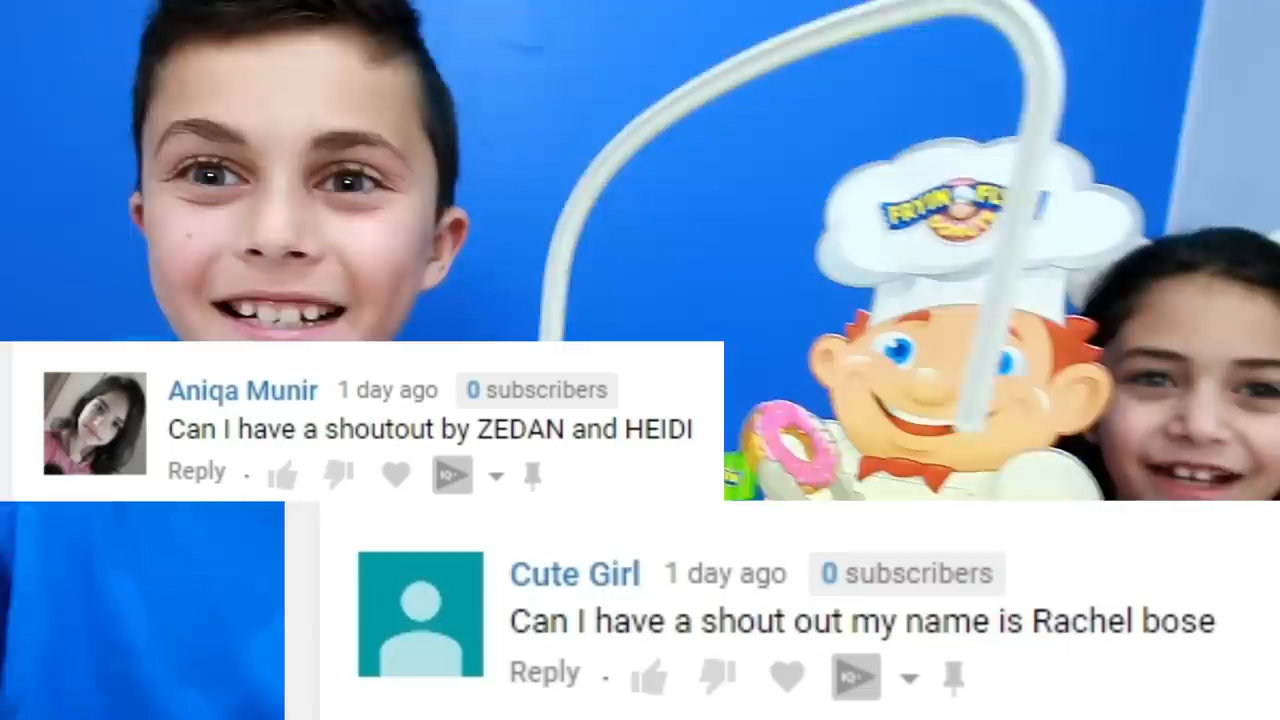 FRYIN
Aniqa Munir 1 day ago 0 subscribers
Can I have a shoutout by ZEDAN and HEIDI
Reply .
Cute Girl 1 day ago 0 subscribers
Can I have a shout out my name is Rachel bose
Reply .